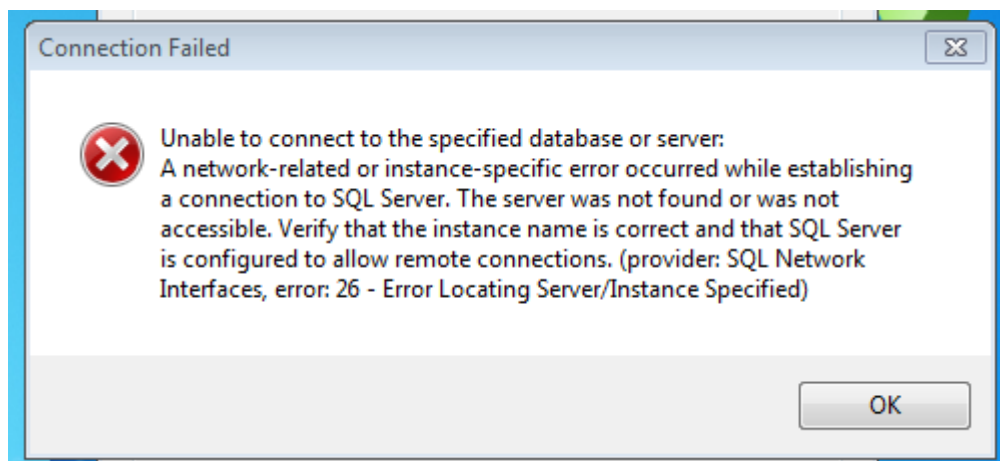 Connection Failed
Unable to connect to the specified database or server:
A network-related or instance-specific error occurred while establishing
a connection to SQL Server. The server was not found or was not
accessible. Verify that the instance name is correct and that SQL Server
is configured to allow remote connections. (provider: SQL Network
Interfaces, error: 26 - Error Locating Server/Instance Specified)
OK